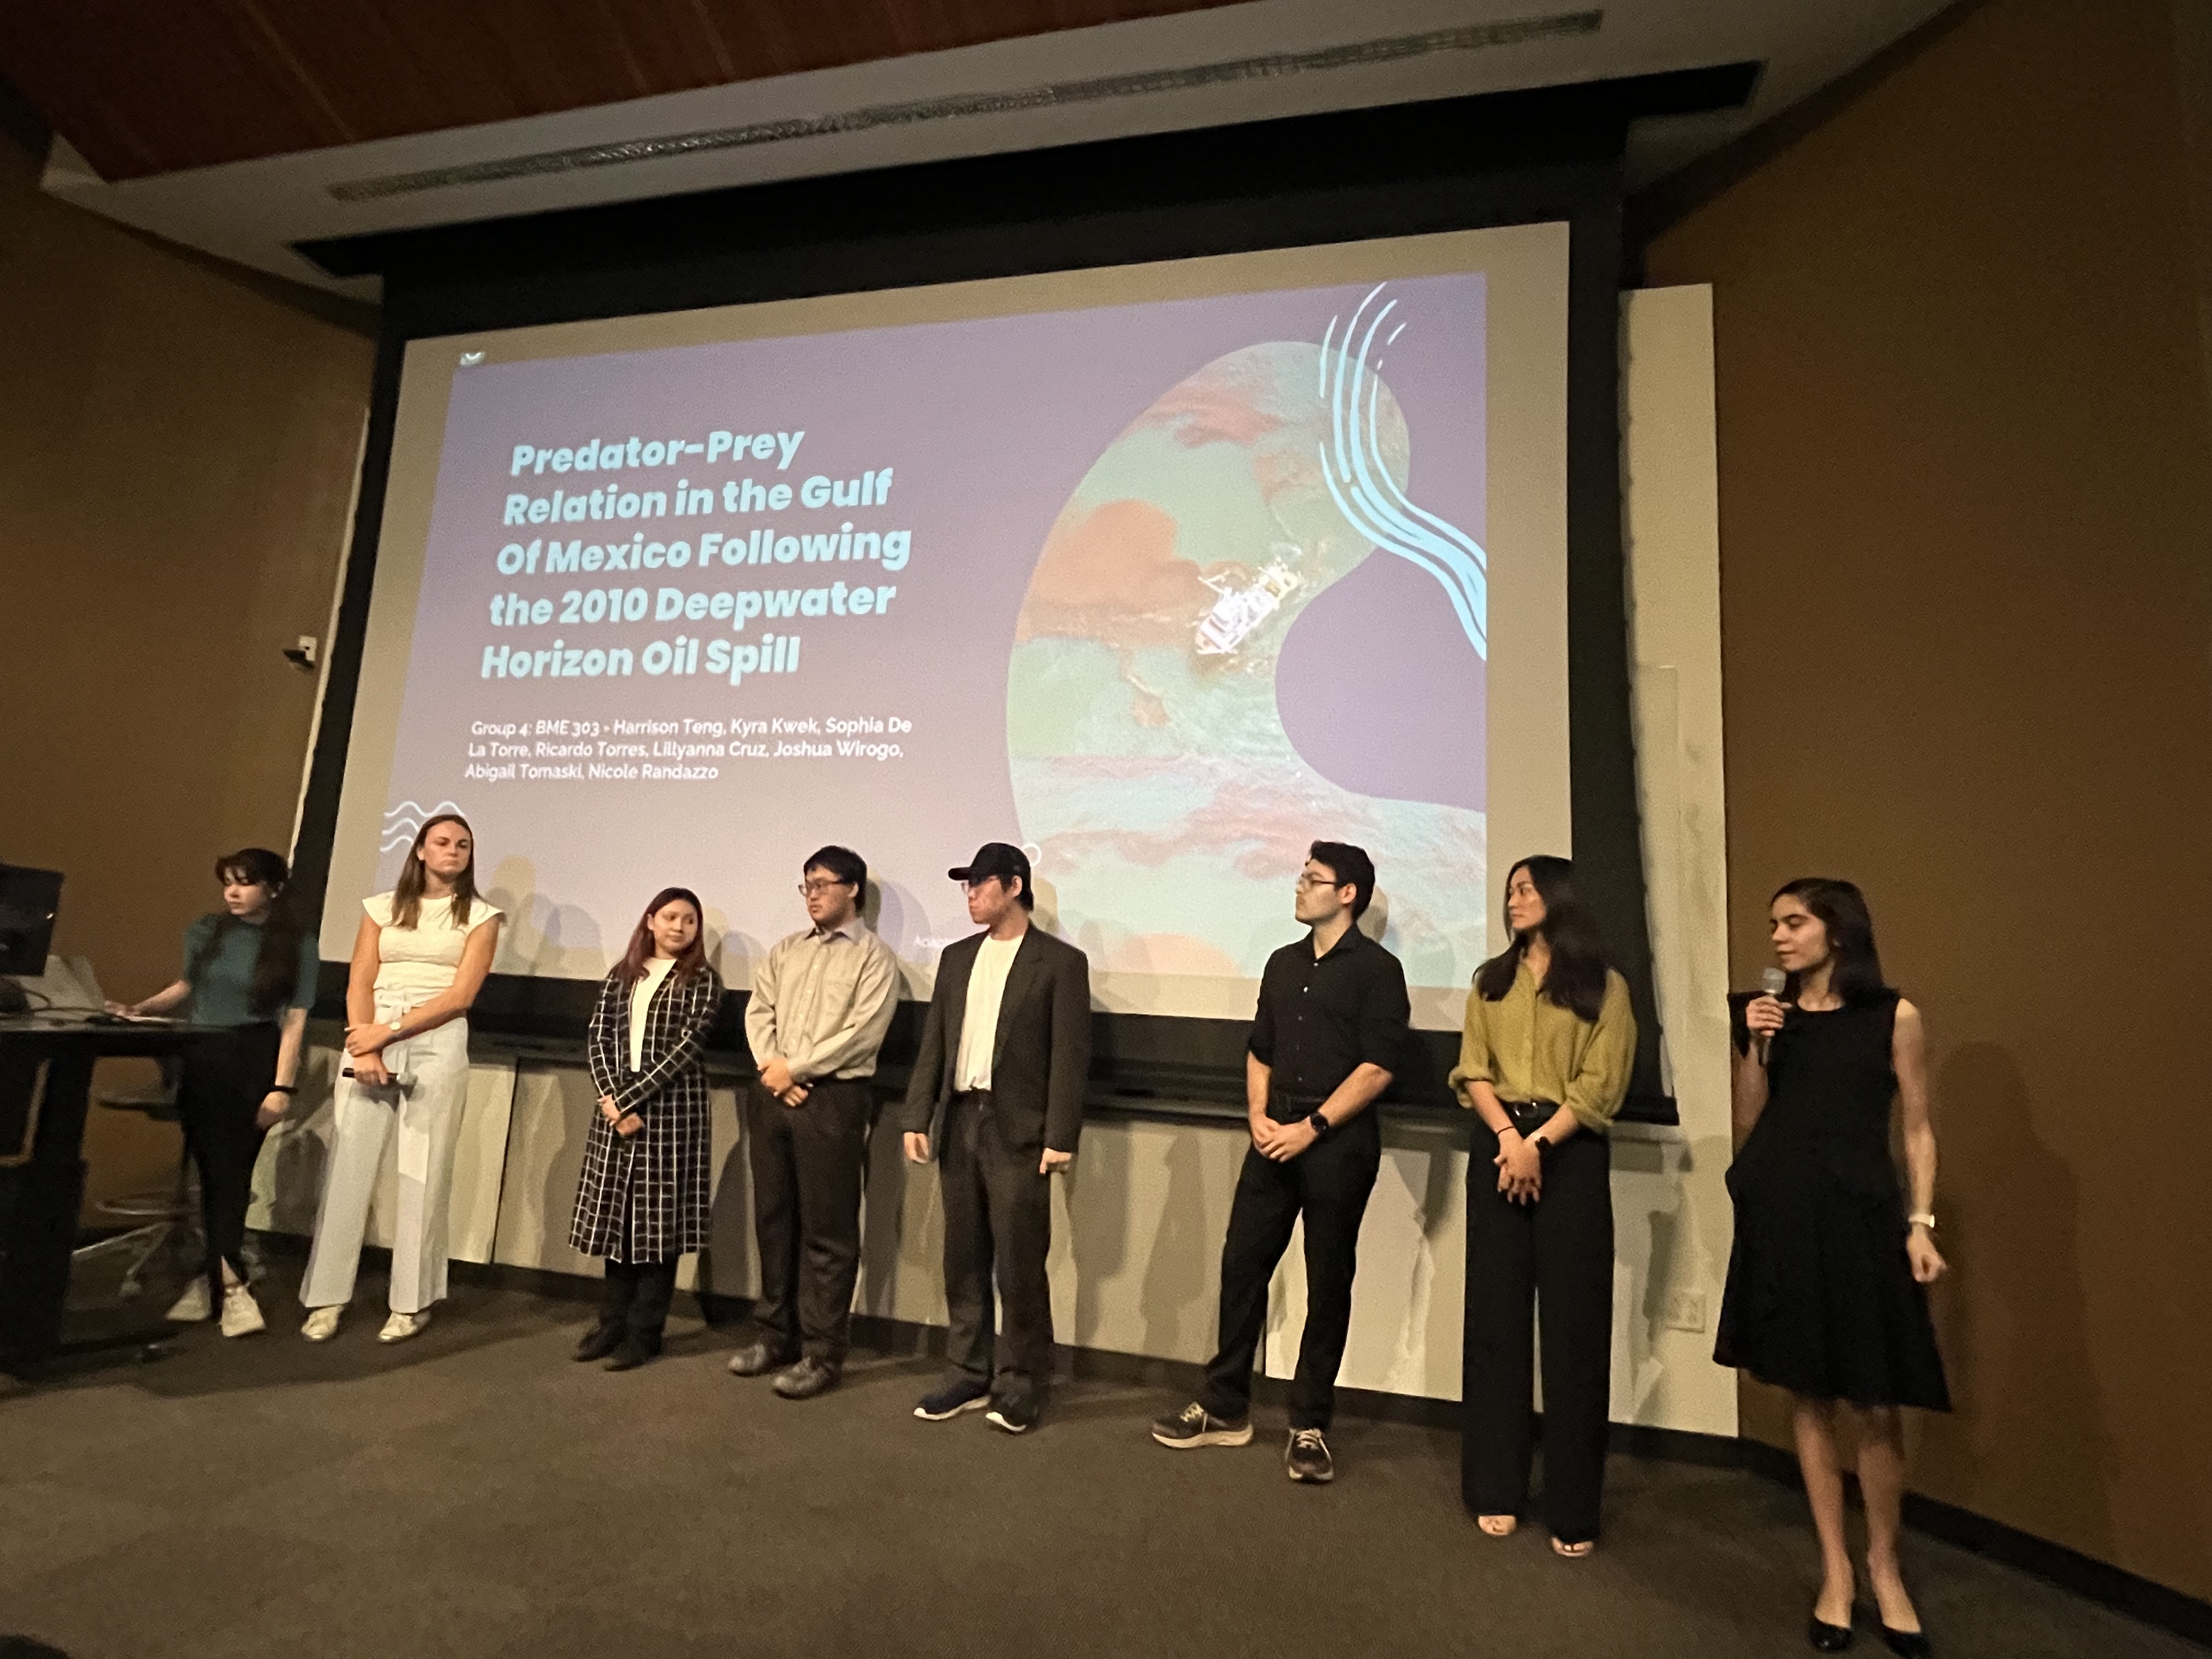 Predator-Prey
Relation in the Gulf
Of Mexico Following
the 2010 Deepwater
Horizon Oil Spill
Group 4: BME 303 - Harrison Teng, Kyra Kwek, Sophia De
La Torre, Ricardo Torres, Lillyanna Cruz, Joshua Wirogo,
Abigail Tomaski, Nicole Randazzo